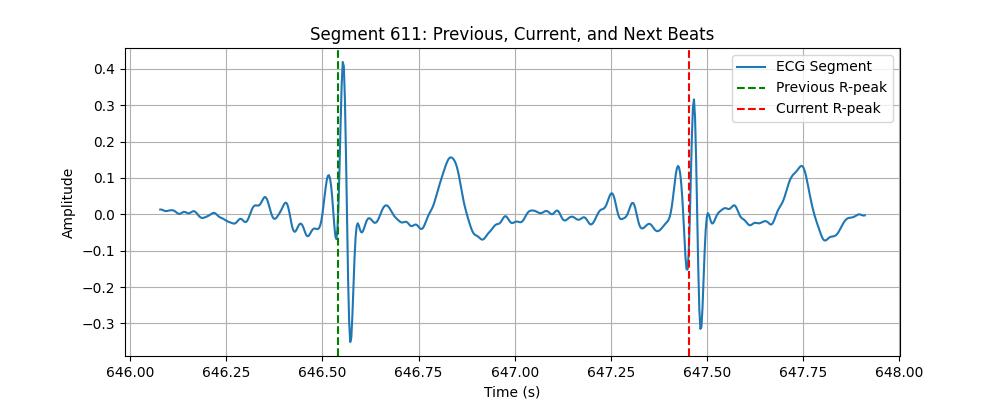 Segment 611: Previous, Current, and Next Beats
ECG Segment
Previous R-peak
Current R-peak
Amplitude
0.4
0.3
0.2
0.1
0.0
−0.1
−0.2
−0.3
646.00 646.25 646.50 646.75 647.00 647.25 647.50 647.75 648.00
Time (s)